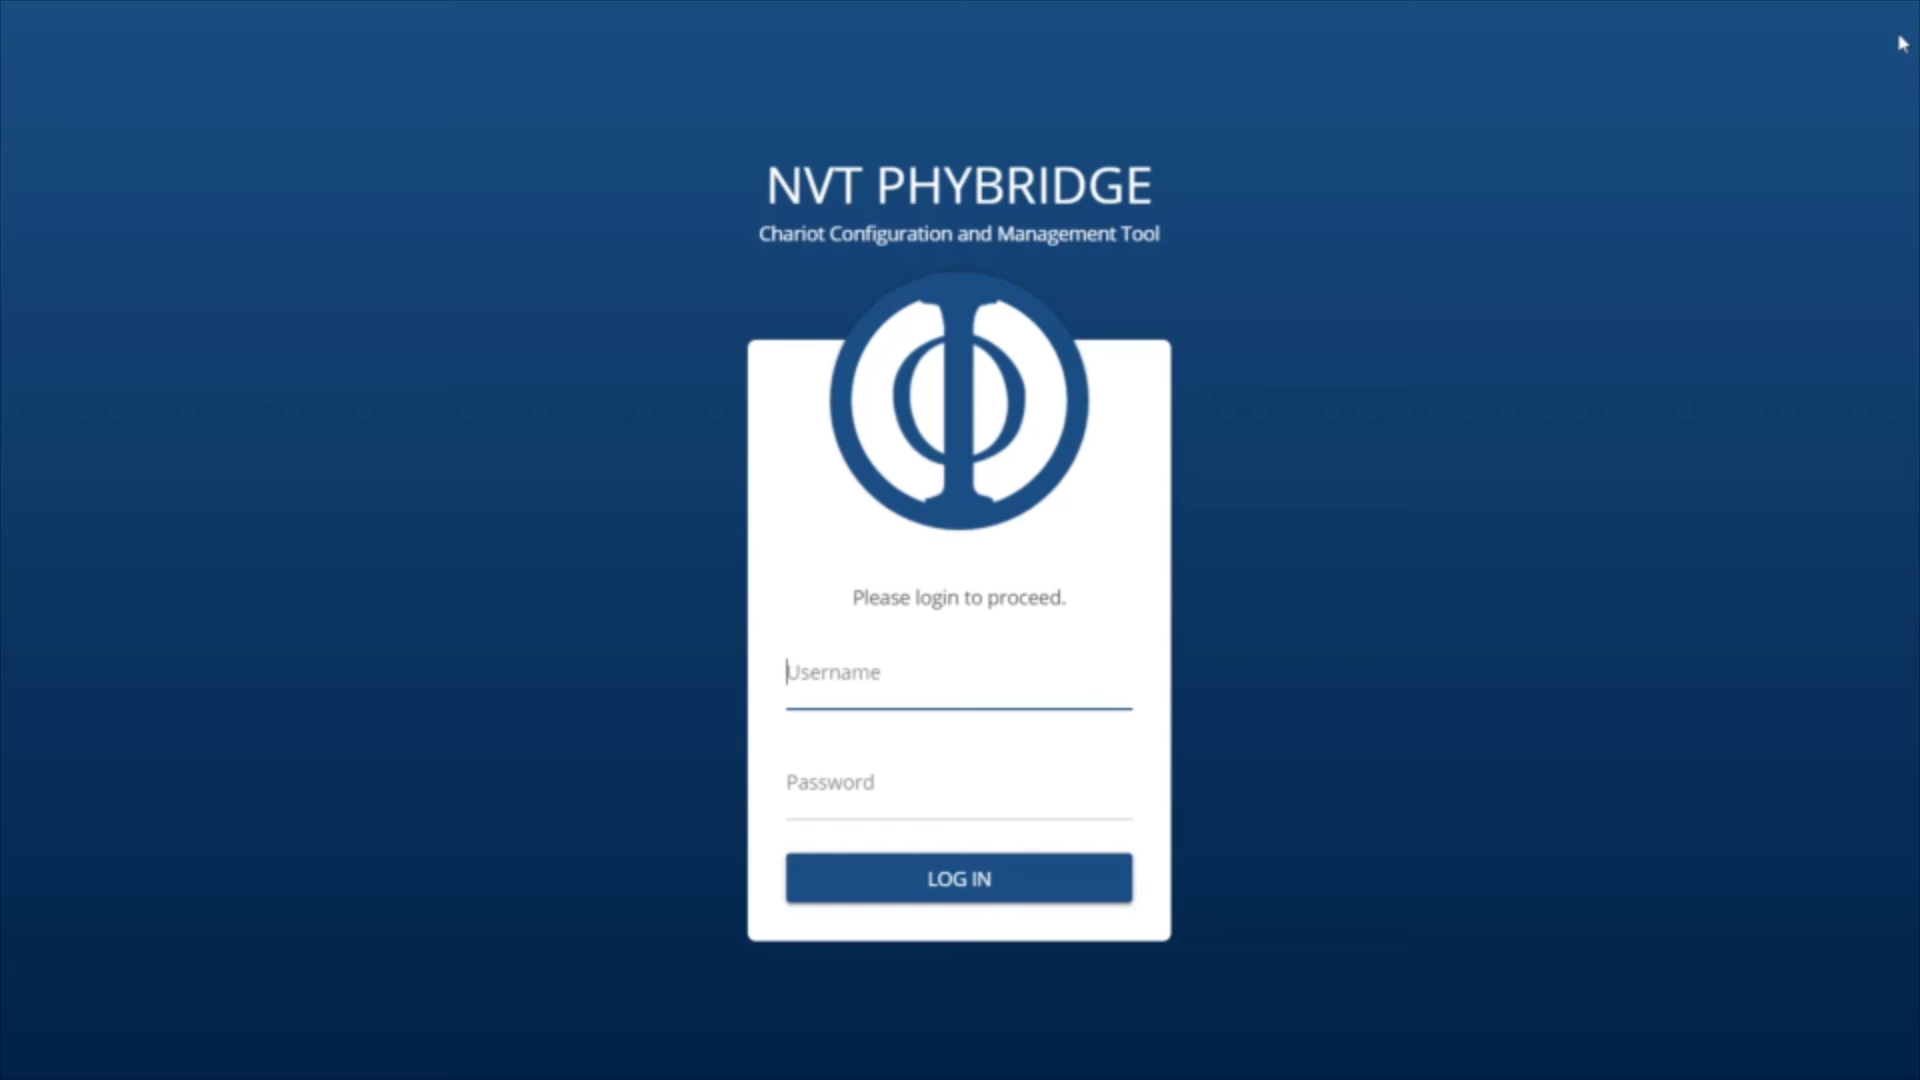 NVT PHYBRIDGE
Chariot Configuration and Management Tool
Please login to proceed.
Username
Password
LOG IN